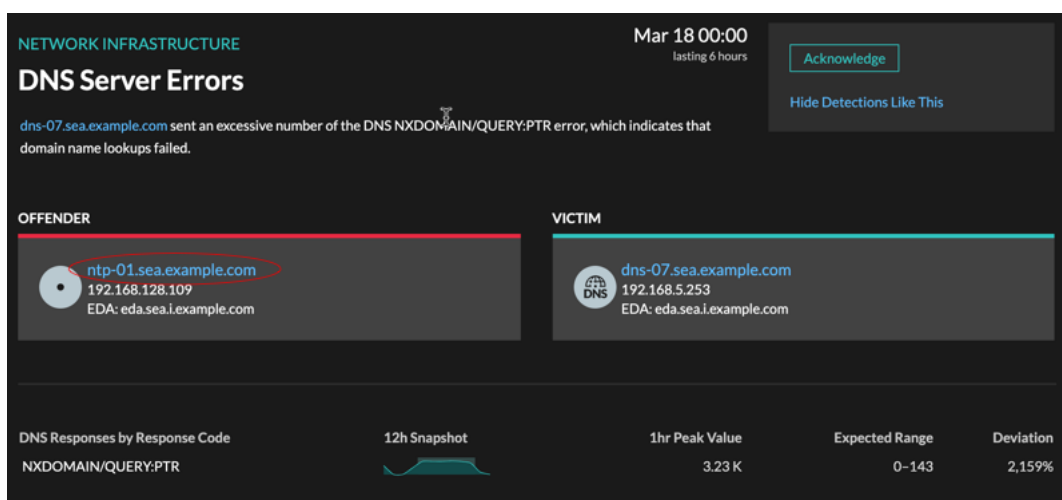 NETWORK INFRASTRUCTURE
DNS Server Errors
Mar 18 00:00
lasting 6 hours
Acknowledge
Hide Detections Like This
dns-07.sea.example.com sent an excessive number of the DNS NXDOMAIN/QUERY:PTR error, which indicates that
domain name lookups failed.
OFFENDER
ntp-01.sea.example.com
192.168.128.109
EDA: eda.sea.i.example.com
VICTIM
DNS
dns-07.sea.example.com
192.168.5.253
EDA: eda.sea.i.example.com
DNS Responses by Response Code 12h Snapshot 1hr Peak Value Expected Range Deviation
NXDOMAIN/QUERY:PTR 3.23 K 0–143 2,159%